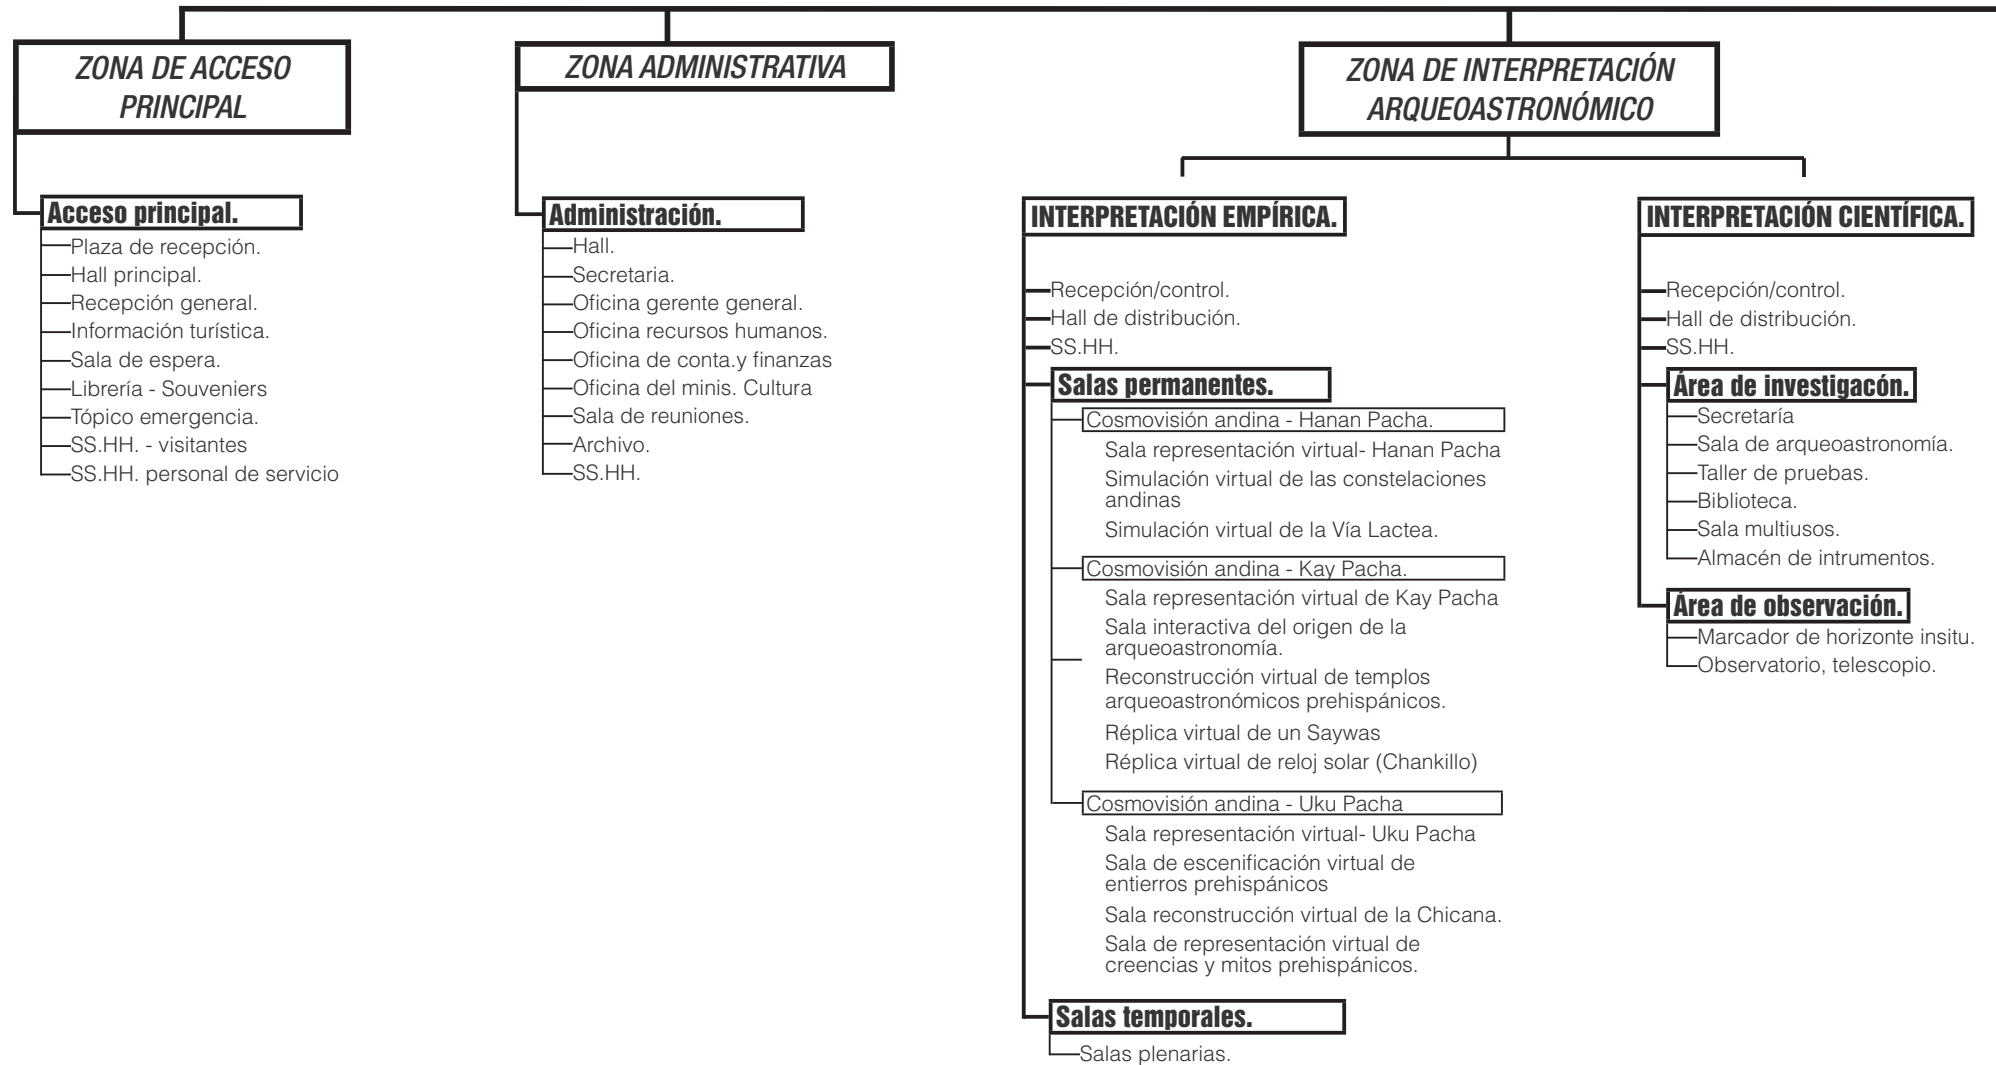 ZONA DE ACCESO
PRINCIPAL
Acceso principal.
Plaza de recepción.
Hall principal.
Recepción general.
Información turística.
Sala de espera.
Librería - Souveniers
Tópico emergencia.
SS.HH. - visitantes
SS.HH. personal de servicio
ZONA ADMINISTRATIVA
Administración.
Hall.
Secretaria.
Oficina gerente general.
Oficina recursos humanos.
Oficina de conta.y finanzas
Oficina del minis. Cultura
Sala de reuniones.
Archivo.
SS.HH.
ZONA DE INTERPRETACIÓN
ARQUEOASTRONÓMICO
INTERPRETACIÓN EMPÍRICA.
Recepción/control.
Hall de distribución.
SS.HH.
Salas permanentes.
Cosmovisión andina - Hanan Pacha.
Sala representación virtual- Hanan Pacha
Simulación virtual de las constelaciones
andinas
Simulación virtual de la Vía Lactea.
Cosmovisión andina - Kay Pacha.
Sala representación virtual de Kay Pacha
Sala interactiva del origen de la
arqueoastronomía.
Reconstrucción virtual de templos
arqueoastronómicos prehispánicos.
Réplica virtual de un Saywas
Réplica virtual de reloj solar (Chankillo)
Cosmovisión andina - Uku Pacha
Sala representación virtual- Uku Pacha
Sala de escenificación virtual de
entierros prehispánicos
Sala reconstrucción virtual de la Chicana.
Sala de representación virtual de
creencias y mitos prehispánicos.
Salas temporales.
Salas plenarias.
INTERPRETACIÓN CIENTÍFICA.
Recepción/control.
Hall de distribución.
SS.HH.
Área de investigacón.
Secretaría
Sala de arqueoastronomía.
Taller de pruebas.
Biblioteca.
Sala multiusos.
Almacén de intrumentos.
Área de observación.
Marcador de horizonte insitu.
Observatorio, telescopio.